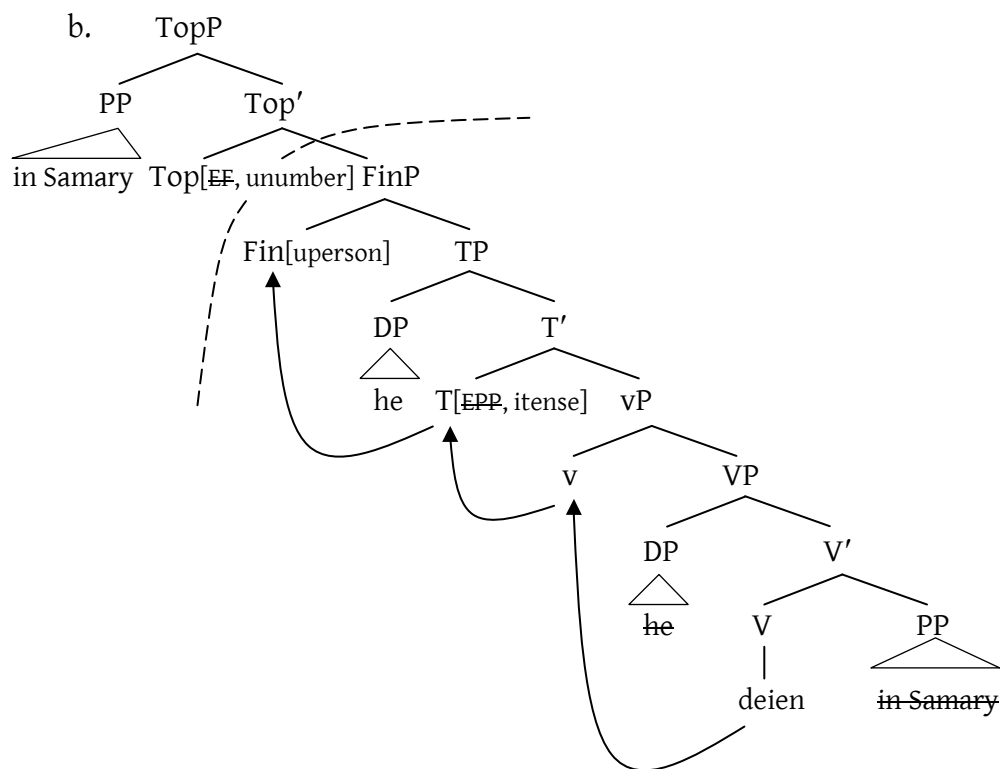 b. TopP
PP Top′
in Samary Top[EF, unumber] FinP
Fin[uperson] TP
DP T′
he T[EPP, itense] vP
v VP
DP V′
he V PP
deien in Samary